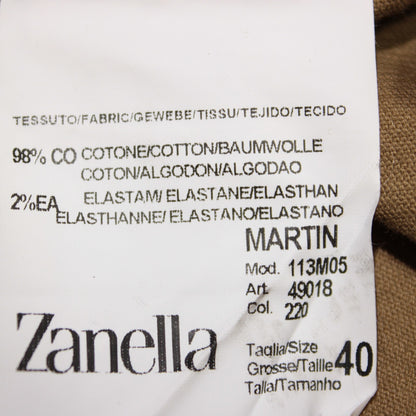 TESSUTO/FABRIC/GEWEBE/TISSU/TEJIDO/TECIDO
98% CO COTONE/COTTON/BAUMWOLLE
COTON/ALGODON/ALGODAO
2%EA ELASTAM/ ELASTANE/ELASTHAN
ELASTHANNE/ ELASTANO/ELASTANO
MARTIN
Mod. 113M05
Art. 49018
Col. 220
Zanella
Taglia/Size
Grosse/Taille 40
Talla/Tamanho